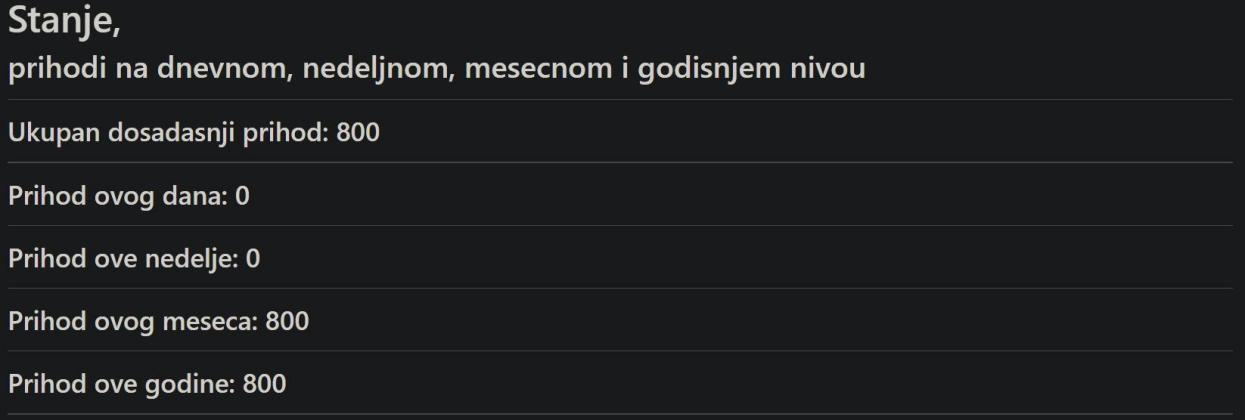 Stanje,
prihodi na dnevnom, nedeljnom, mesecnom i godisnjem nivou
Ukupan dosadasnji prihod: 800
Prihod ovog dana: 0
Prihod ove nedelje: 0
Prihod ovog meseca: 800
Prihod ove godine: 800